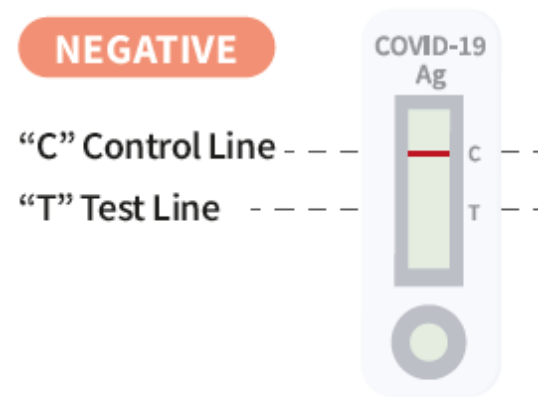 NEGATIVE
COVID-19
Ag
“C” Control Line
C
“T” Test Line
T